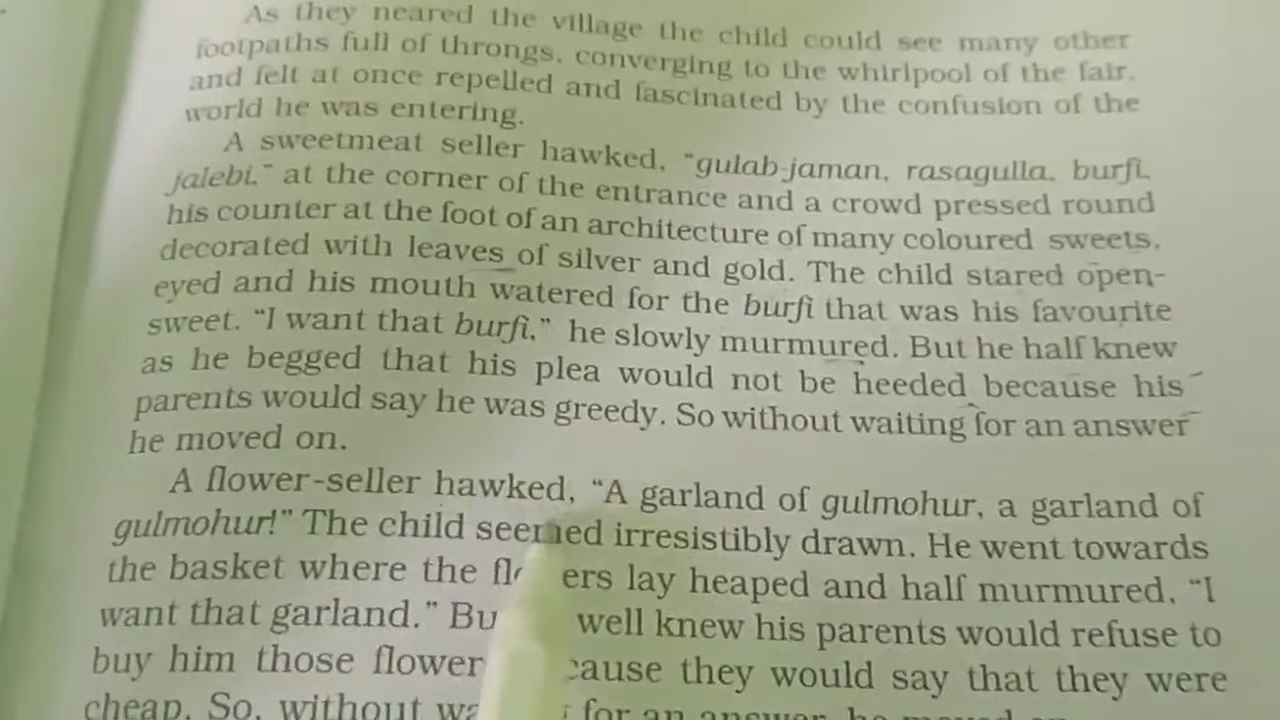 As they neared the village the child could see many other
footpaths full of throngs, converging to the whirlpool of the fair,
and felt at once repelled and fascinated by the confusion of the
world he was entering.
A sweetmeat seller hawked, “gulab-jaman, rasagulla, burfi,
jalebi,” at the corner of the entrance and a crowd pressed round
his counter at the foot of an architecture of many coloured sweets,
decorated with leaves of silver and gold. The child stared open-
eyed and his mouth watered for the burfi that was his favourite
sweet. “I want that burfi,” he slowly murmured. But he half knew
as he begged that his plea would not be heeded because his
parents would say he was greedy. So without waiting for an answer
he moved on.
A flower-seller hawked, “A garland of gulmohur, a garland of
gulmohur!” The child seemed irresistibly drawn. He went towards
the basket where the ers lay heaped and half murmured, “I
want that garland.” Bu well knew his parents would refuse to
buy him those flower cause they would say that they were
cheap. So, without wa for an answer, he moved on